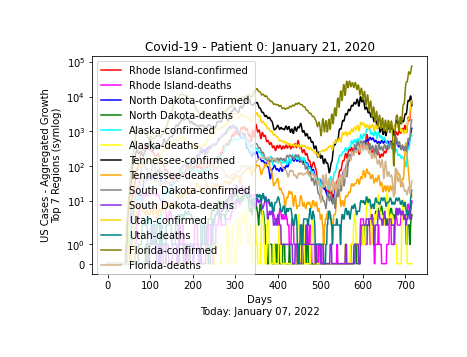 Covid-19 - Patient 0: January 21, 2020
US Cases - Aggregated Growth
Top 7 Regions (symlog)
10^5
10^4
10^3
10^2
10^1
10^0
0
Rhode Island-confirmed
Rhode Island-deaths
North Dakota-confirmed
North Dakota-deaths
Alaska-confirmed
Alaska-deaths
Tennessee-confirmed
Tennessee-deaths
South Dakota-confirmed
South Dakota-deaths
Utah-confirmed
Utah-deaths
Florida-confirmed
Florida-deaths
0 100 200 300 400 500 600 700
Days
Today: January 07, 2022